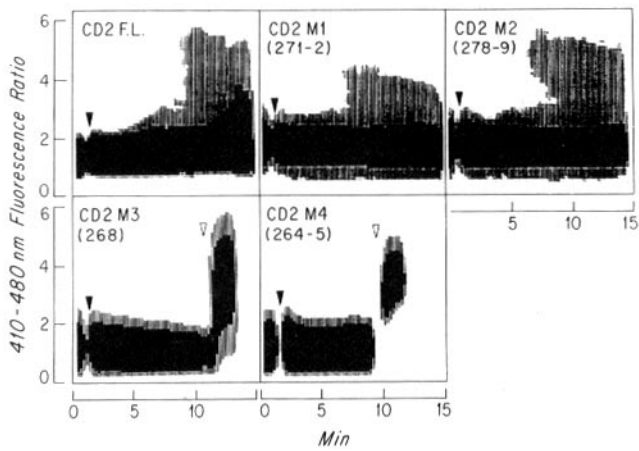 410-480 nm Fluorescence Ratio
6
4
2
0
CD2 F.L.
CD2 M1
(271-2)
CD2 M2
(278-9)
5 10 15
6
4
2
0
CD2 M3
(268)
CD2 M4
(264-5)
0 5 10
0 5 10 15
Min